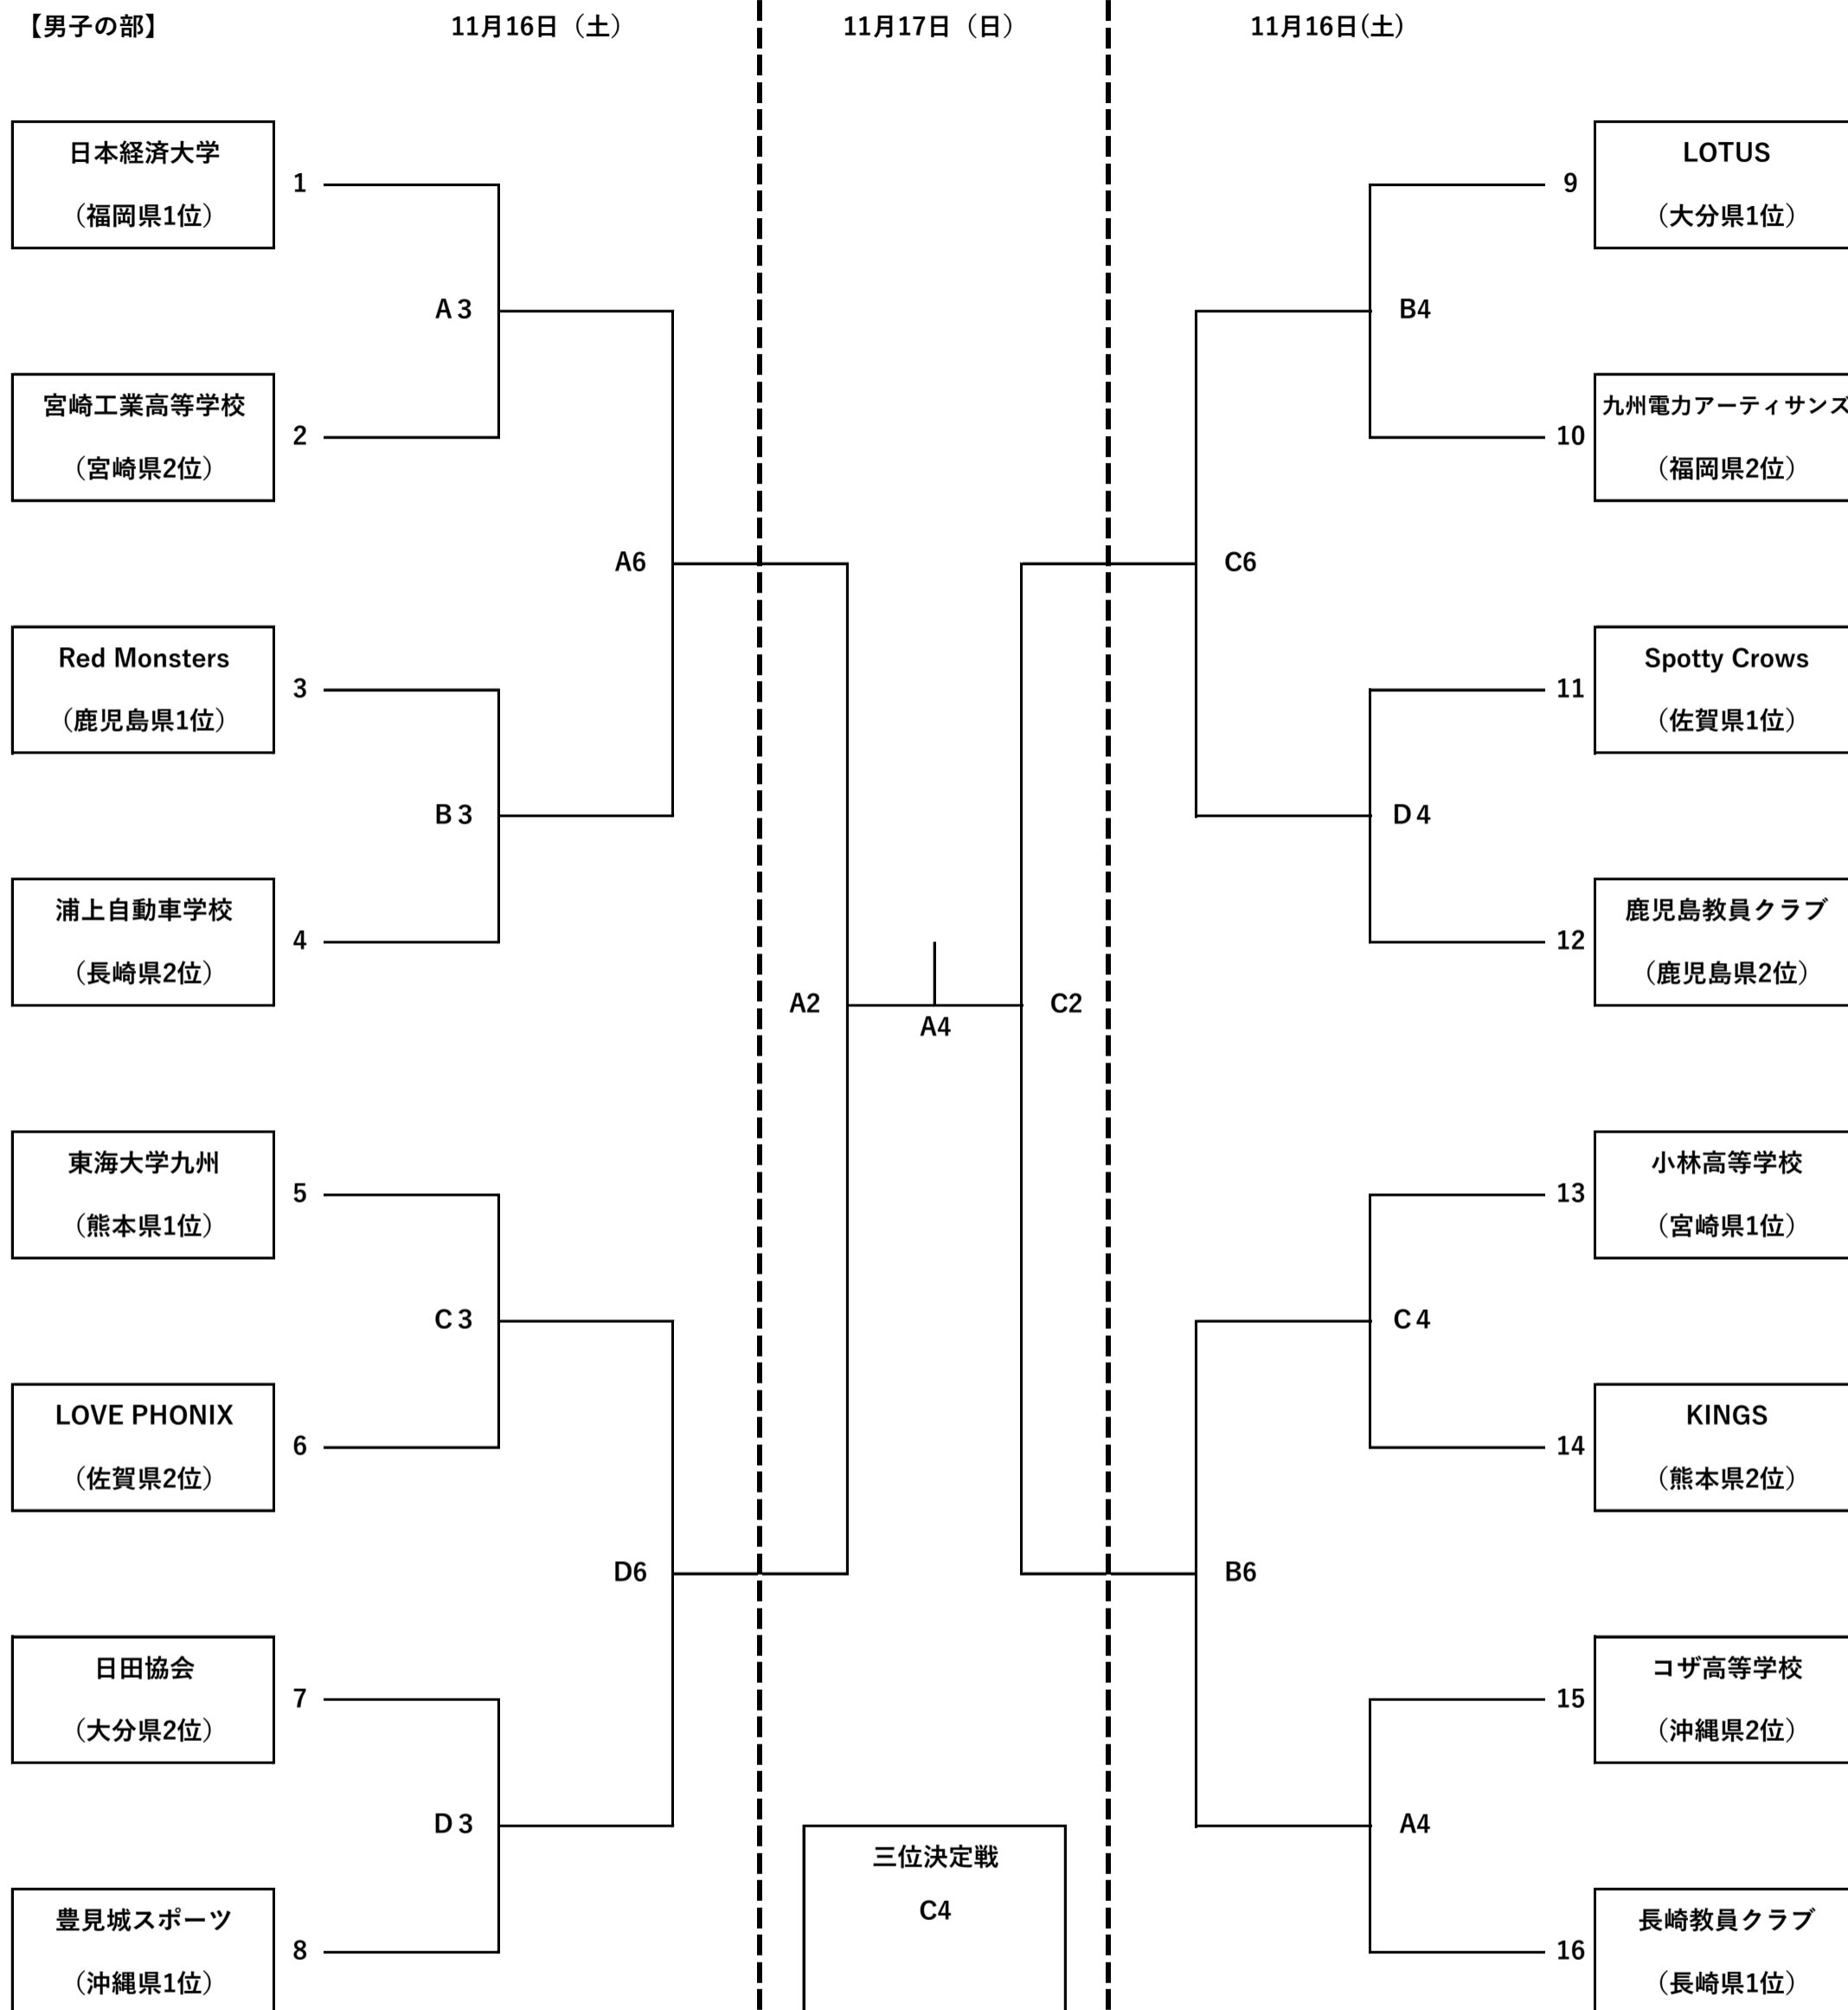 【男子の部】
11月16日（土）
11月17日（日）
11月16日(土)
日本経済大学
（福岡県1位）
1
A３
宮崎工業高等学校
（宮崎県2位）
2
A6
Red Monsters
（鹿児島県1位）
3
B３
浦上自動車学校
（長崎県2位）
4
A2
A4
C2
東海大学九州
（熊本県1位）
5
C３
LOVE PHONIX
（佐賀県2位）
6
D6
日田協会
（大分県2位）
7
D３
豊見城スポーツ
（沖縄県1位）
8
三位決定戦
C4
9
LOTUS
（大分県1位）
B4
10
九州電力アーティサンズ
（福岡県2位）
C6
11
Spotty Crows
（佐賀県1位）
D４
12
鹿児島教員クラブ
（鹿児島県2位）
13
小林高等学校
（宮崎県1位）
C４
14
KINGS
（熊本県2位）
B6
15
コザ高等学校
（沖縄県2位）
A4
16
長崎教員クラブ
（長崎県1位）